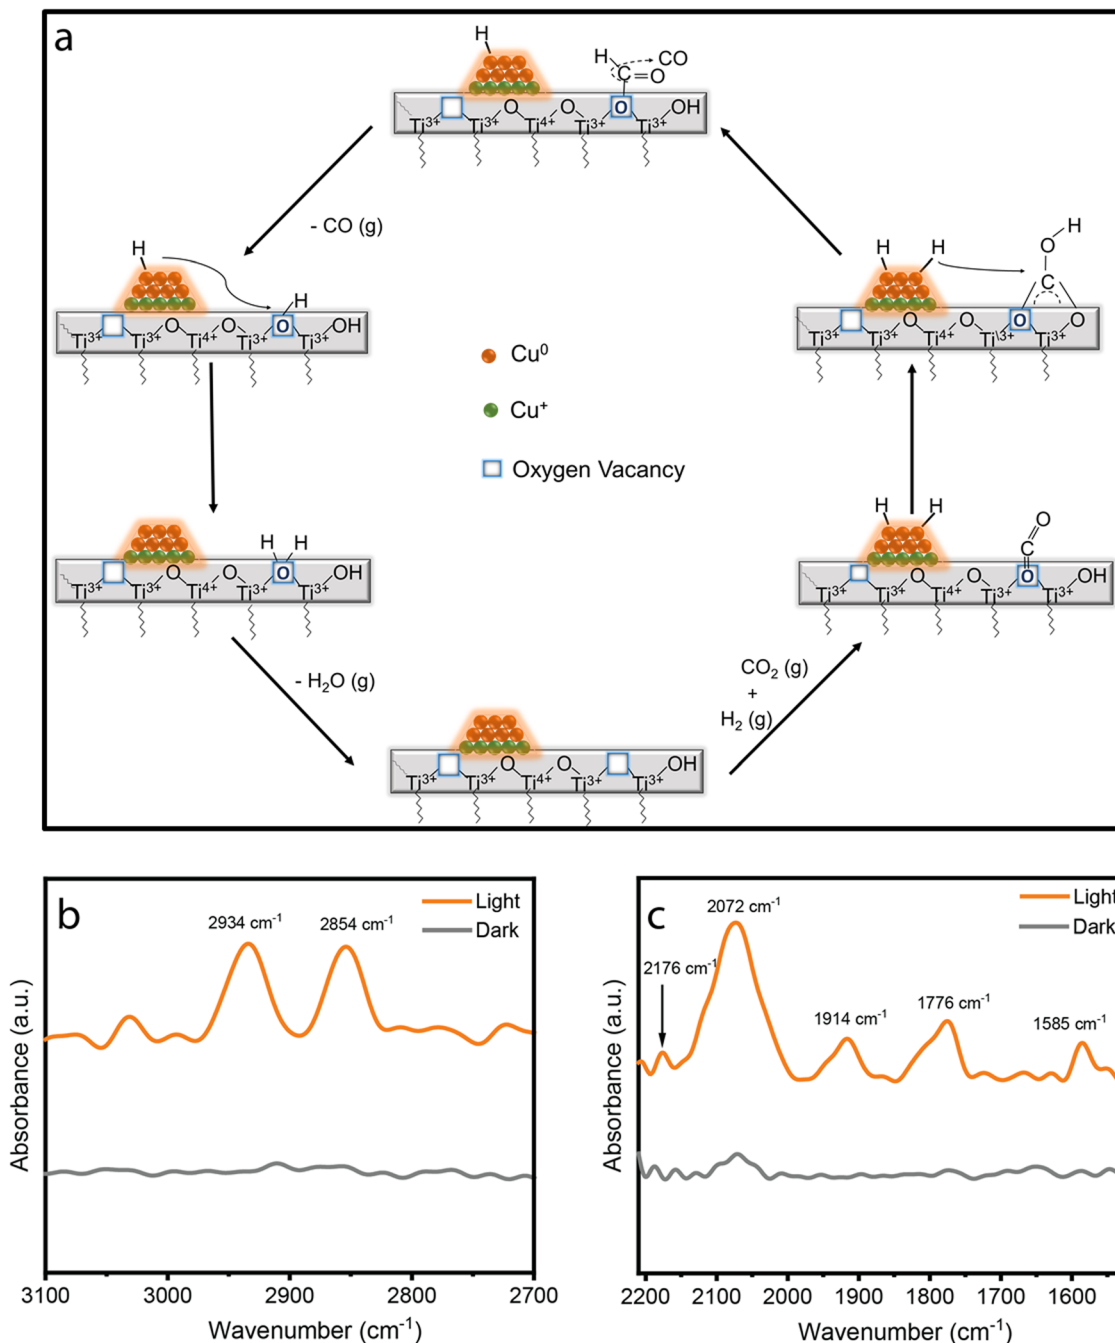 a
H
H
C
O
CO
O
O
O
OH
Ti3+
Ti3+
Ti4+
Ti3+
Ti3+
- CO (g)
H
H
O
O
O
OH
Ti3+
Ti3+
Ti4+
Ti3+
Ti3+
H
O
H
H
C
O
O
O
O
Ti3+
Ti3+
Ti4+
Ti3+
Ti3+
Cu0
Cu+
Oxygen Vacancy
H
H
O
O
O
OH
Ti3+
Ti3+
Ti4+
Ti3+
Ti3+
H
H
O
C
O
O
O
OH
Ti3+
Ti3+
Ti4+
Ti3+
Ti3+
- H2O (g)
CO2 (g)
+
H2 (g)
O
O
OH
Ti3+
Ti3+
Ti4+
Ti3+
Ti3+
b
Light
Dark
2934 cm-1
2854 cm-1
Absorbance (a.u.)
3100 3000 2900 2800 2700
Wavenumber (cm-1)
c
Light
Dark
2072 cm-1
2176 cm-1
1914 cm-1
1776 cm-1
1585 cm-1
Absorbance (a.u.)
2200 2100 2000 1900 1800 1700 1600
Wavenumber (cm-1)